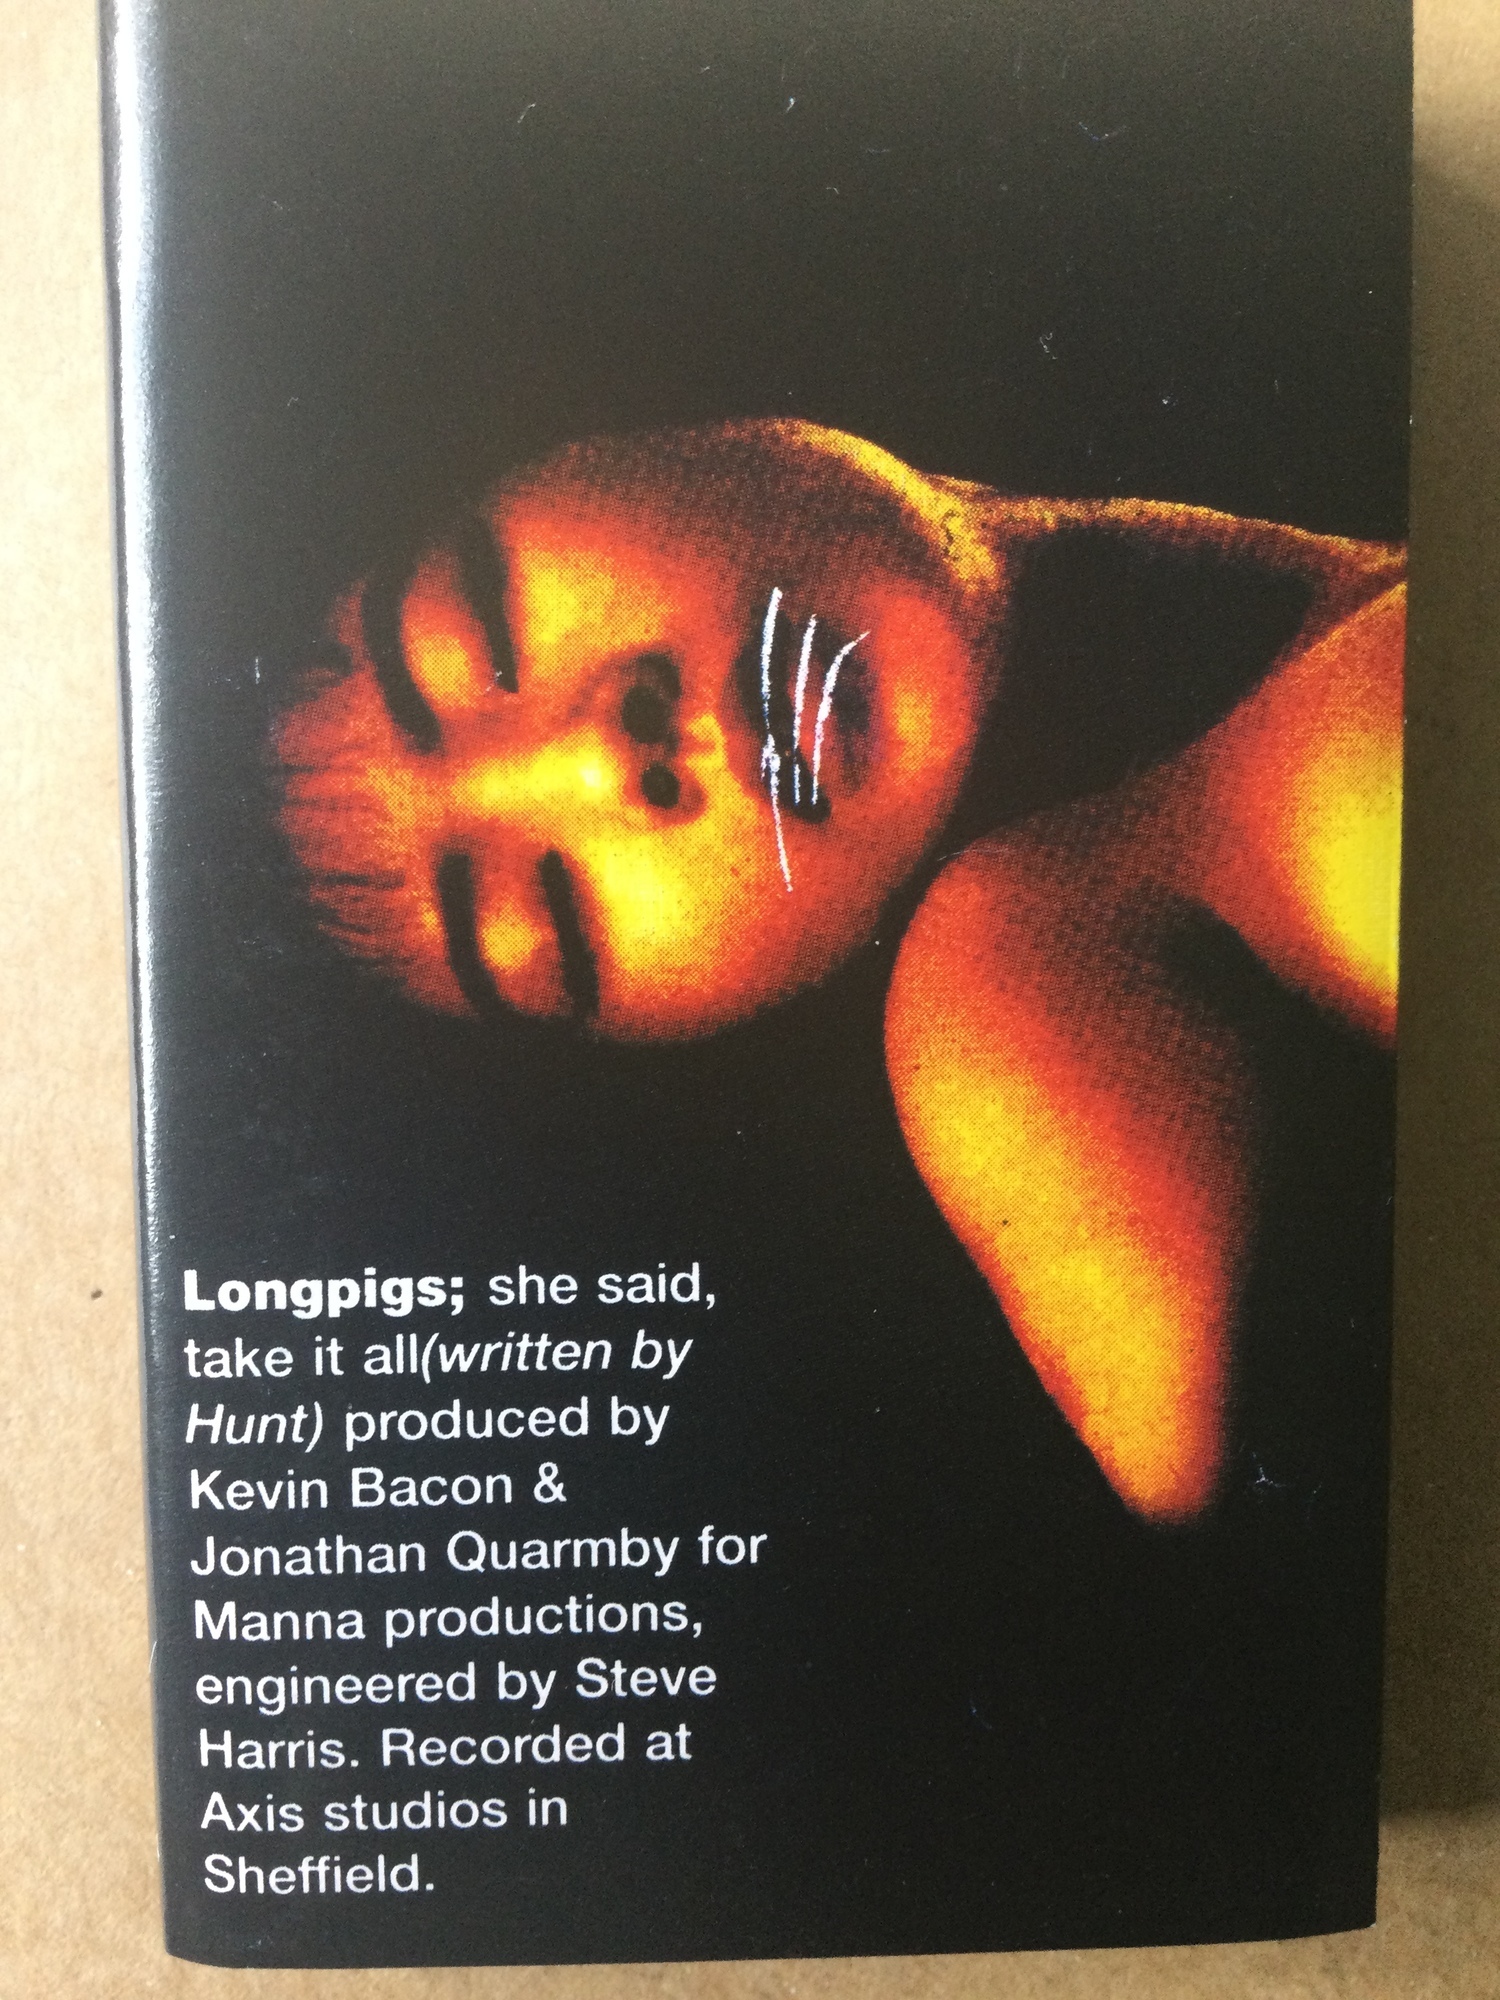 Longpigs; she said,
take it all(written by
Hunt) produced by
Kevin Bacon &
Jonathan Quarmby for
Manna productions,
engineered by Steve
Harris. Recorded at
Axis studios in
Sheffield.